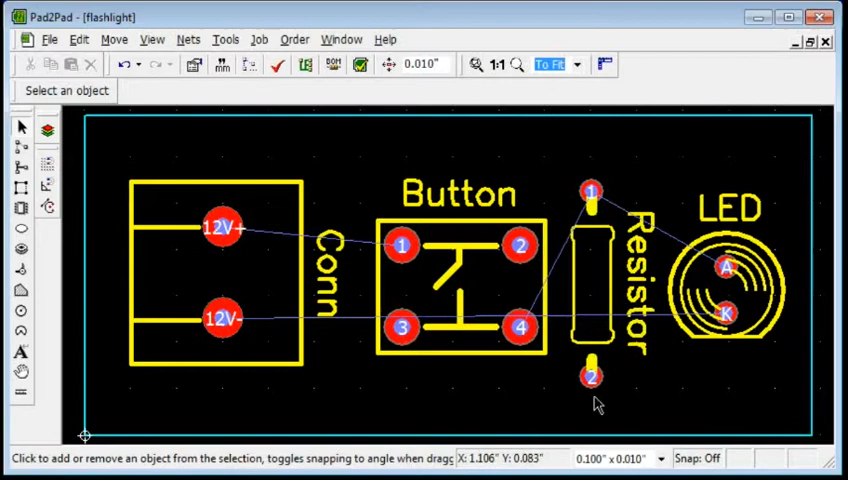 Pad2Pad - [flashlight]
File Edit Move View Nets Tools Job Order Window Help
mm BOM 0.010" 1:1 To Fit
Select an object
Button
LED
Resistor
Conn
12V+
12V-
1
2
3
4
1
2
A
K
Click to add or remove an object from the selection, toggles snapping to angle when dragg X: 1.106" Y: 0.083" 0.100" x 0.010" Snap: Off